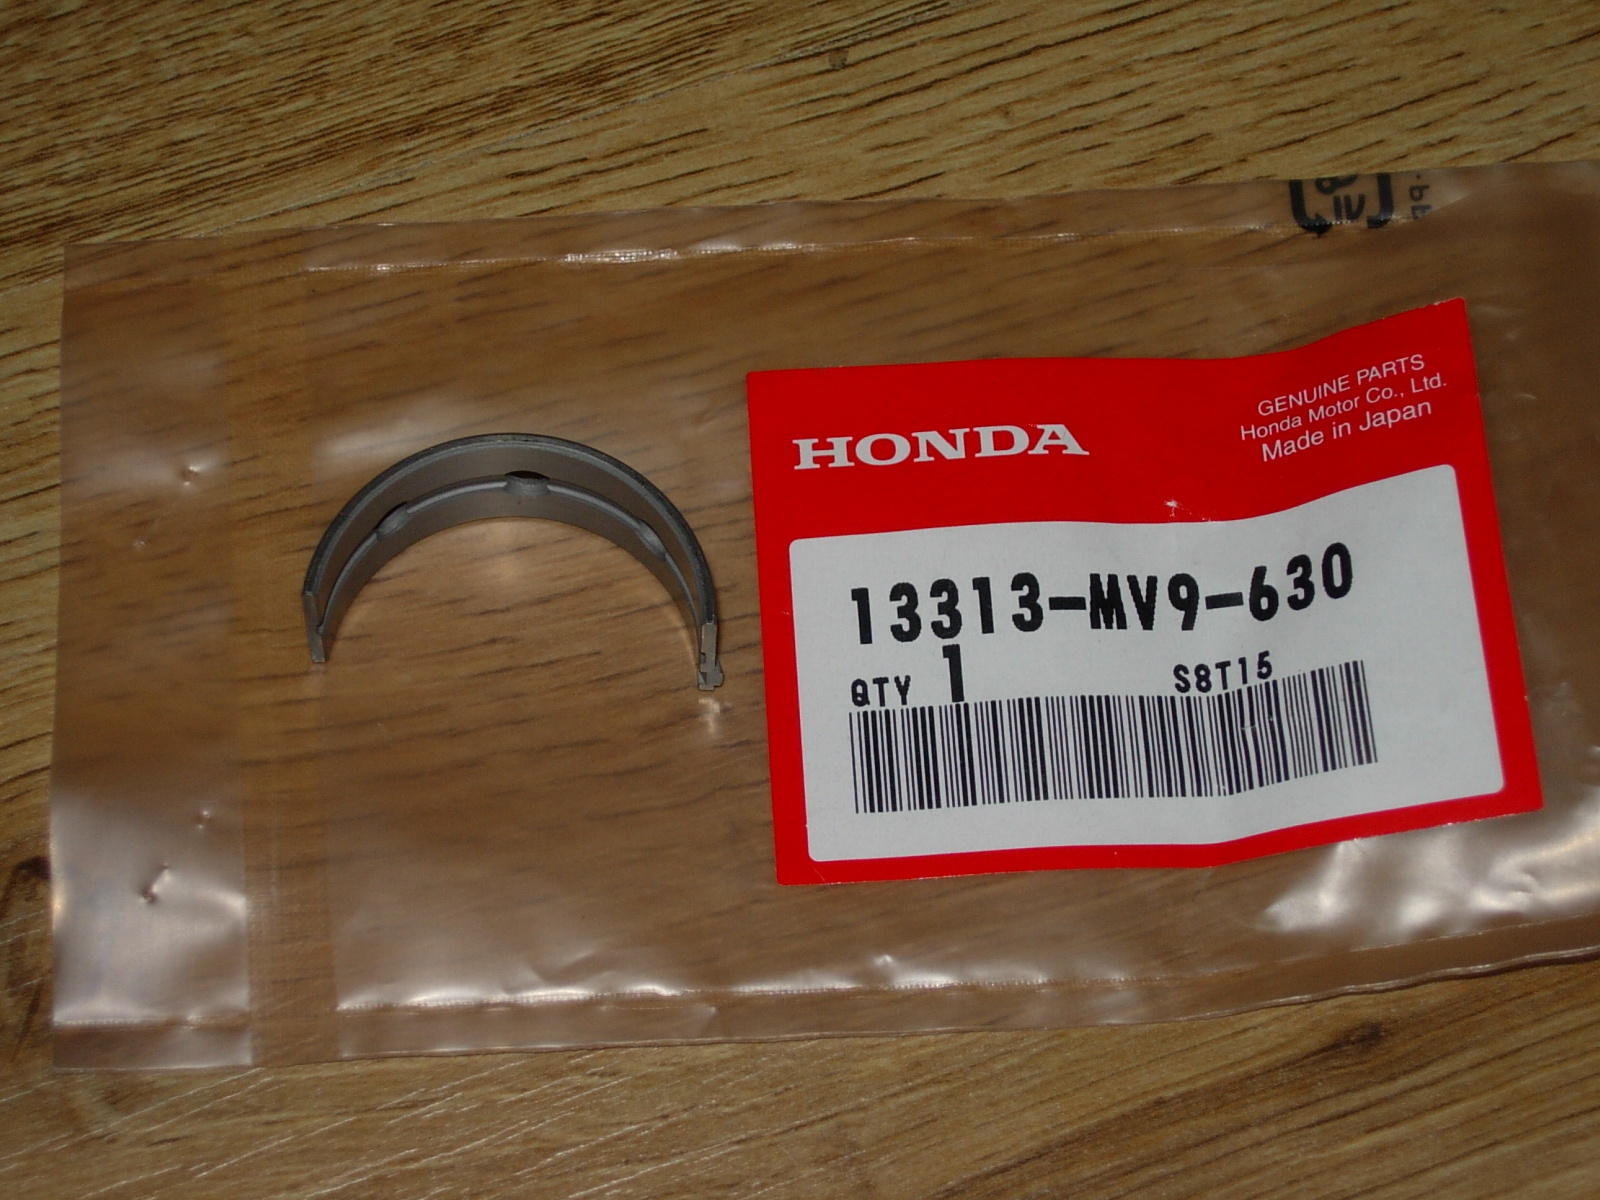 HONDA
GENUINE PARTS
Honda Motor Co., Ltd.
Made in Japan
13313-MV9-630
QTY 1 S8T15